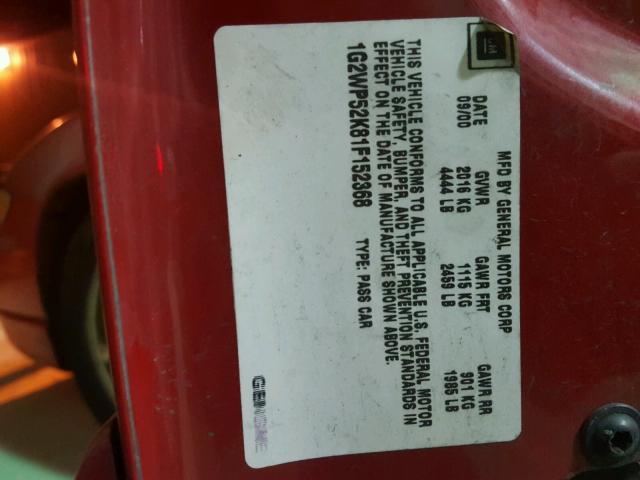 GM
MFD BY GENERAL MOTORS CORP
DATE GVWR GAWR FRT GAWR RR
09/00 2016 KG 1115 KG 901 KG
4444 LB 2459 LB 1985 LB
THIS VEHICLE CONFORMS TO ALL APPLICABLE U.S. FEDERAL MOTOR
VEHICLE SAFETY, BUMPER, AND THEFT PREVENTION STANDARDS IN
EFFECT ON THE DATE OF MANUFACTURE SHOWN ABOVE.
1G2WP52K81F152368 TYPE: PASS CAR
GENUINE